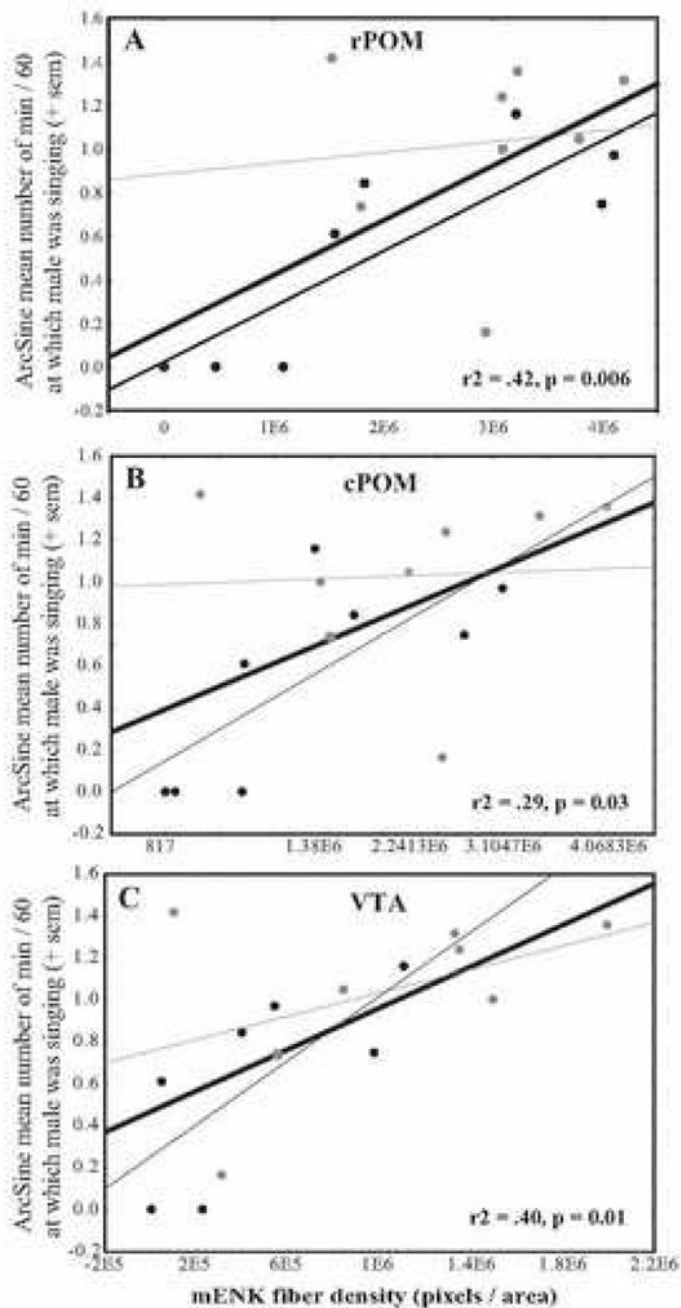 A
rPOM
ArcSine mean number of min / 60
at which male was singing (+ sem)
1.6
1.4
1.2
1.0
0.8
0.6
0.4
0.2
0.0
-0.2
r2 = .42, p = 0.006
0 1E6 2E6 3E6 4E6
B
cPOM
ArcSine mean number of min / 60
at which male was singing (+ sem)
1.6
1.4
1.2
1.0
0.8
0.6
0.4
0.2
0.0
-0.2
r2 = .29, p = 0.03
817 1.38E6 2.2413E6 3.1047E6 4.0683E6
C
VTA
ArcSine mean number of min / 60
at which male was singing (+ sem)
1.6
1.4
1.2
1.0
0.8
0.6
0.4
0.2
0.0
-0.2
r2 = .40, p = 0.01
-2E5 2E5 6E5 1E6 1.4E6 1.8E6 2.2E6
mENK fiber density (pixels / area)